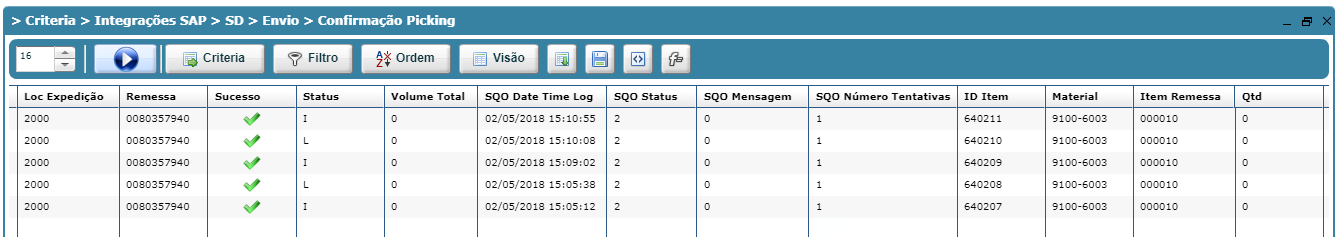 > Criteria > Integrações SAP > SD > Envio > Confirmação Picking
16 Criteria Filtro Ordem Visão
Loc Expedição Remessa Sucesso Status Volume Total SQO Date Time Log SQO Status SQO Mensagem SQO Número Tentativas ID Item Material Item Remessa Qtd
2000 0080357940 I 0 02/05/2018 15:10:55 2 0 1 640211 9100-6003 000010 0
2000 0080357940 L 0 02/05/2018 15:10:08 2 0 1 640210 9100-6003 000010 0
2000 0080357940 I 0 02/05/2018 15:09:02 2 0 1 640209 9100-6003 000010 0
2000 0080357940 L 0 02/05/2018 15:05:38 2 0 1 640208 9100-6003 000010 0
2000 0080357940 I 0 02/05/2018 15:05:12 2 0 1 640207 9100-6003 000010 0